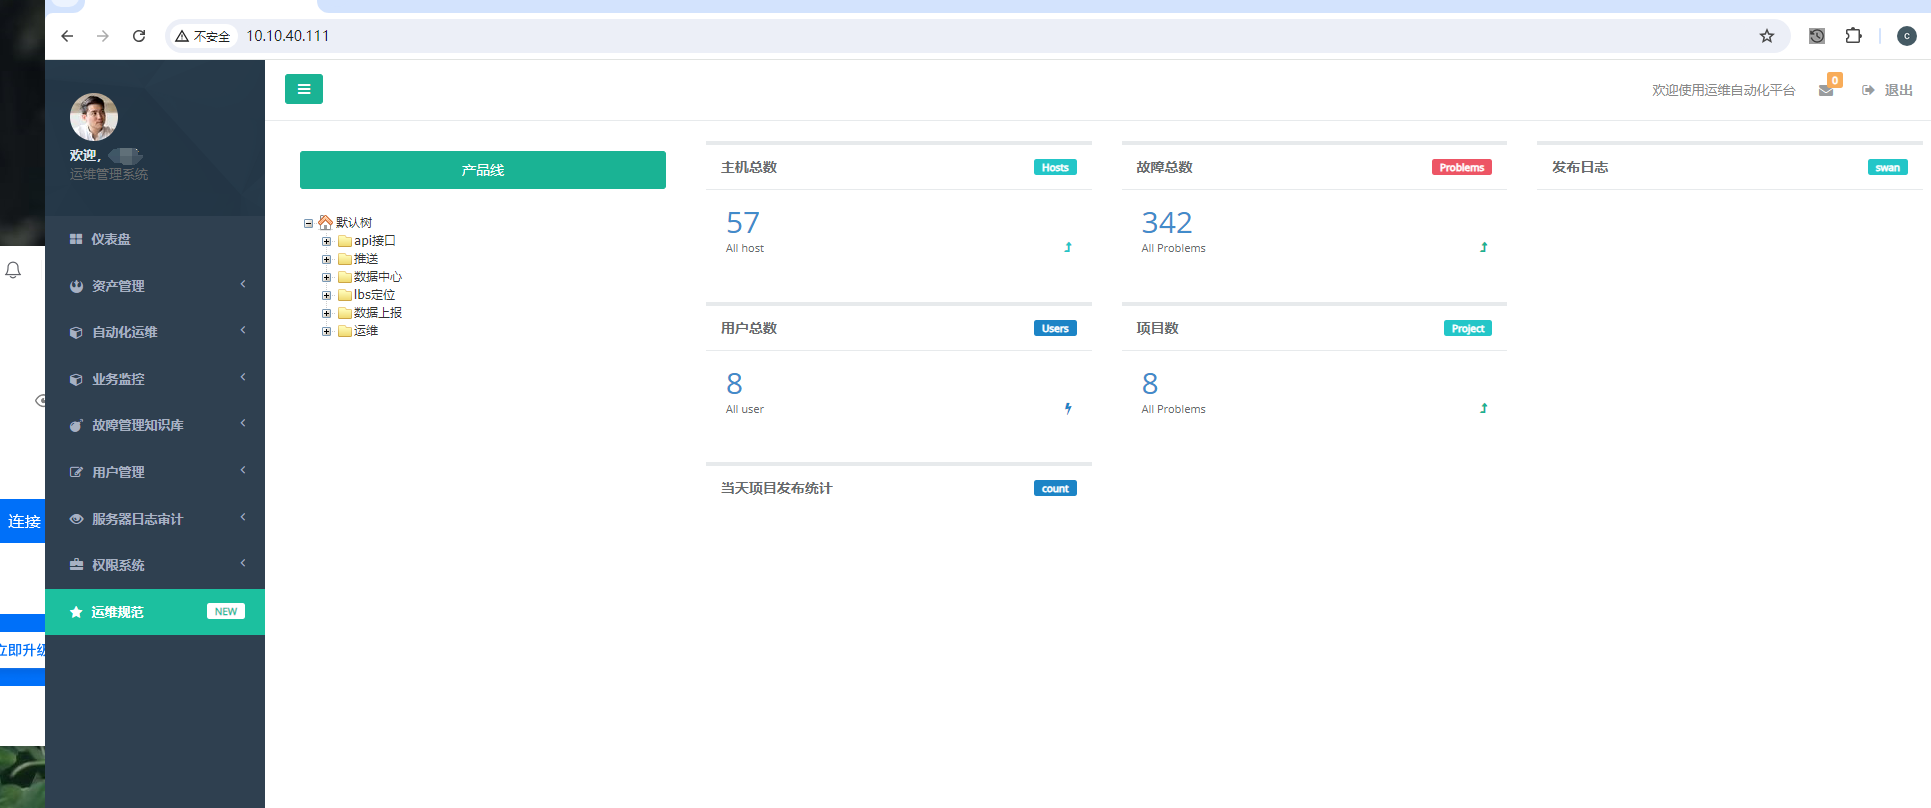 不安全
10.10.40.111
欢迎使用运维自动化平台
0
退出
欢迎,
运维管理系统
仪表盘
资产管理
自动化运维
业务监控
故障管理知识库
用户管理
服务器日志审计
权限系统
运维规范 NEW
产品线
默认树
api接口
推送
数据中心
lbs定位
数据上报
运维
主机总数 Hosts
57
All host
故障总数 Problems
342
All Problems
发布日志 swan
用户总数 Users
8
All user
项目数 Project
8
All Problems
当天项目发布统计 count
连接
立即升级
C